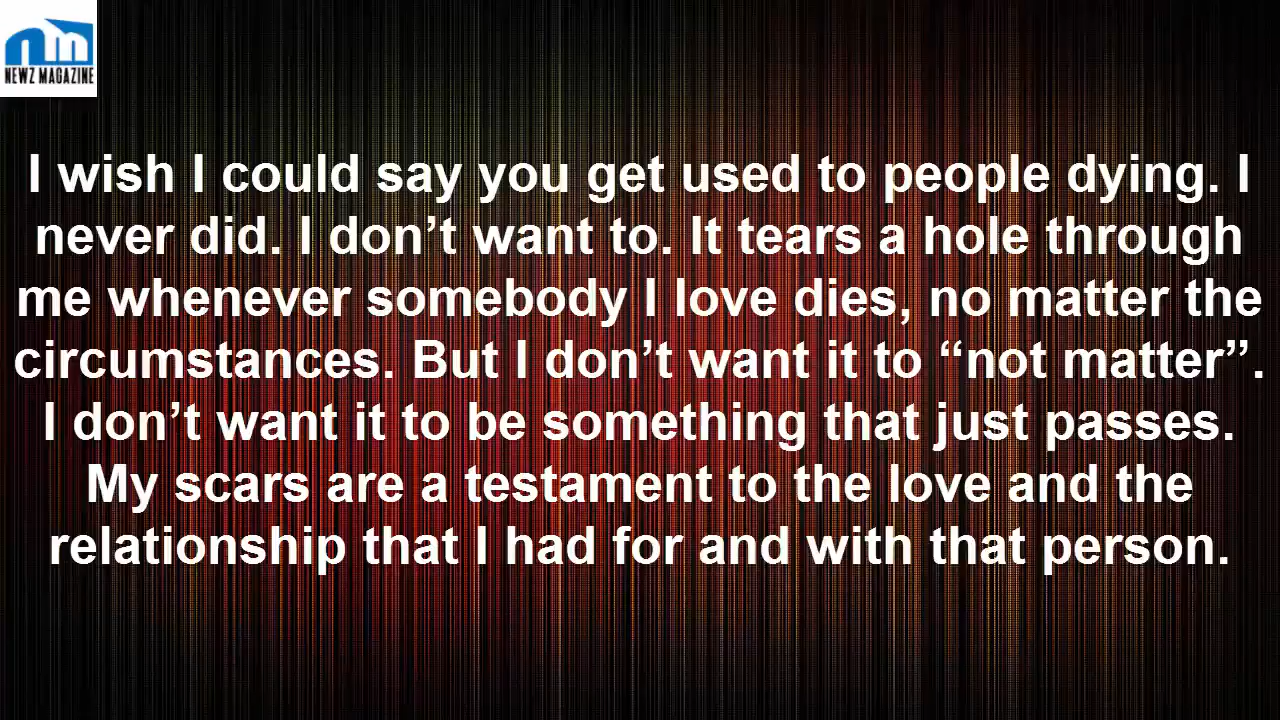 nm
NEWZ MAGAZINE
I wish I could say you get used to people dying. I
never did. I don’t want to. It tears a hole through
me whenever somebody I love dies, no matter the
circumstances. But I don’t want it to “not matter”.
I don’t want it to be something that just passes.
My scars are a testament to the love and the
relationship that I had for and with that person.